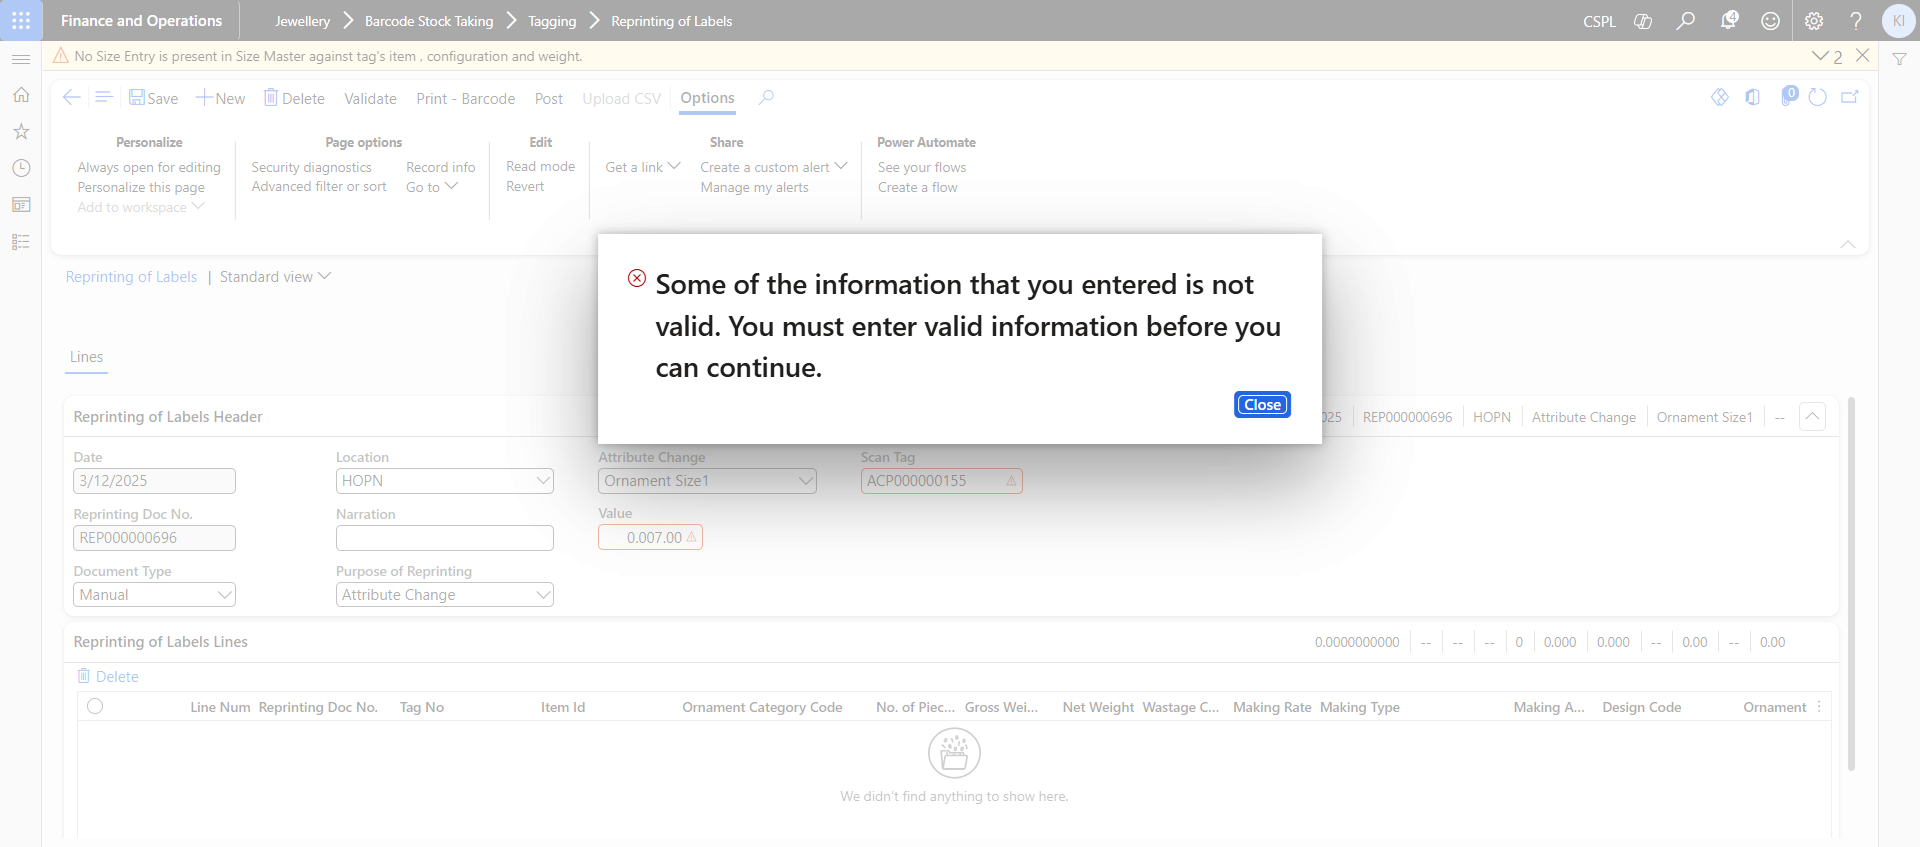 Finance and Operations
Jewellery
Barcode Stock Taking
Tagging
Reprinting of Labels
CSPL
4
KI
No Size Entry is present in Size Master against tag's item , configuration and weight.
2
Save
New
Delete
Validate
Print - Barcode
Post
Upload CSV
Options
0
Personalize
Always open for editing
Personalize this page
Add to workspace
Page options
Security diagnostics
Advanced filter or sort
Record info
Go to
Edit
Read mode
Revert
Share
Get a link
Create a custom alert
Manage my alerts
Power Automate
See your flows
Create a flow
Reprinting of Labels | Standard view
Some of the information that you entered is not
valid. You must enter valid information before you
can continue.
Close
Lines
Reprinting of Labels Header
025
REP000000696
HOPN
Attribute Change
Ornament Size1
--
Date
3/12/2025
Location
HOPN
Attribute Change
Ornament Size1
Scan Tag
ACP000000155
Reprinting Doc No.
REP000000696
Narration
Value
0.007.00
Document Type
Manual
Purpose of Reprinting
Attribute Change
Reprinting of Labels Lines
0.0000000000
--
--
--
0
0.000
0.000
--
0.00
--
0.00
Delete
Line Num
Reprinting Doc No.
Tag No
Item Id
Ornament Category Code
No. of Piec...
Gross Wei...
Net Weight
Wastage C...
Making Rate
Making Type
Making A...
Design Code
Ornament
We didn't find anything to show here.